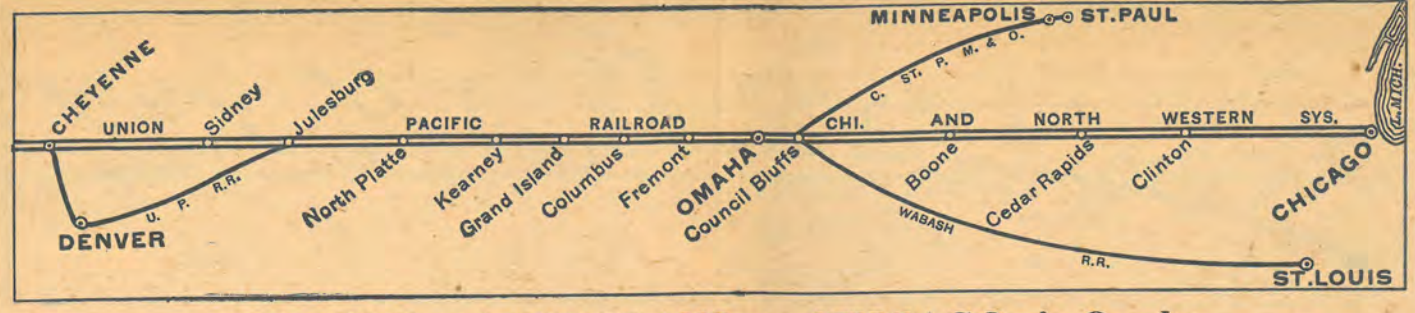 MINNEAPOLIS ST. PAUL
C. ST. P. M. & O.
L. MICH.
CHEYENNE
UNION PACIFIC RAILROAD
Sidney
Julesburg
CHI. AND NORTH WESTERN SYS.
U. P. R.R.
DENVER
North Platte
Kearney
Grand Island
Columbus
Fremont
OMAHA
Council Bluffs
Boone
Cedar Rapids
Clinton
CHICAGO
WABASH R.R.
ST. LOUIS